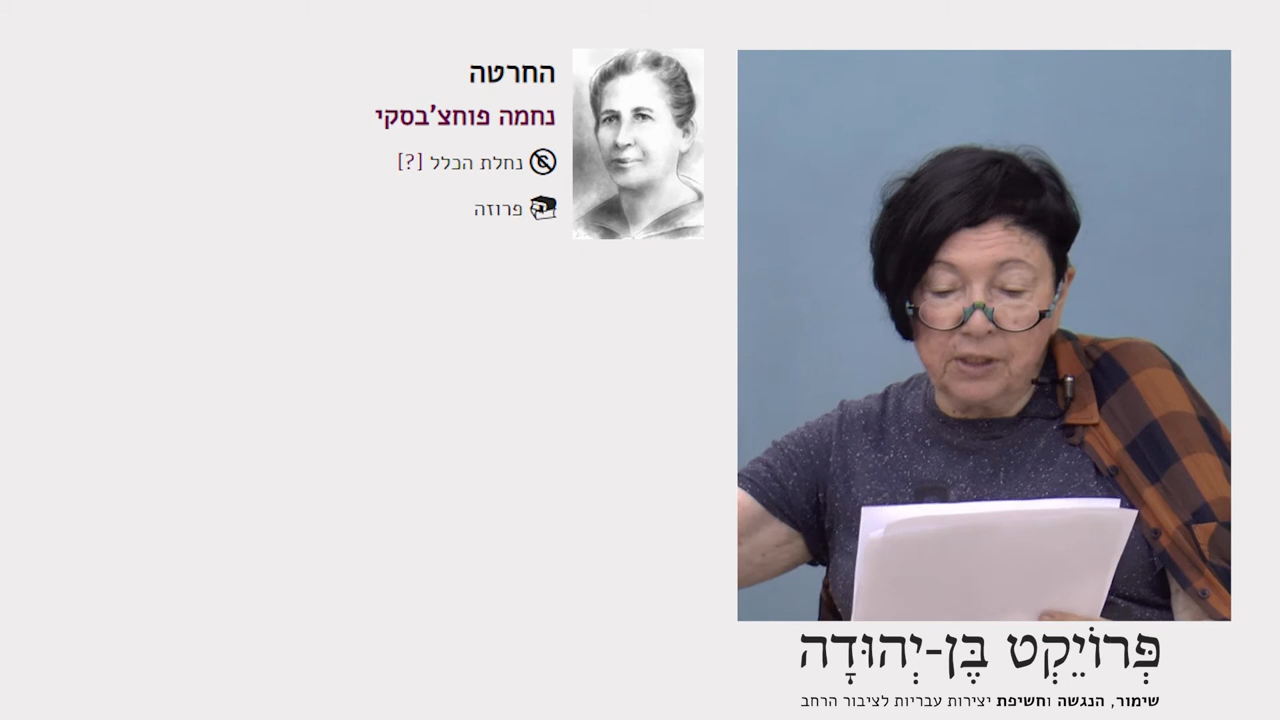 החרטה
נחמה פוחצ'בסקי
נחלת הכלל [?]
פרוזה
פְּרוֹיֵקְט בֶּן-יְהוּדָה
שימור, הנגשה וחשיפת יצירות עבריות לציבור הרחב